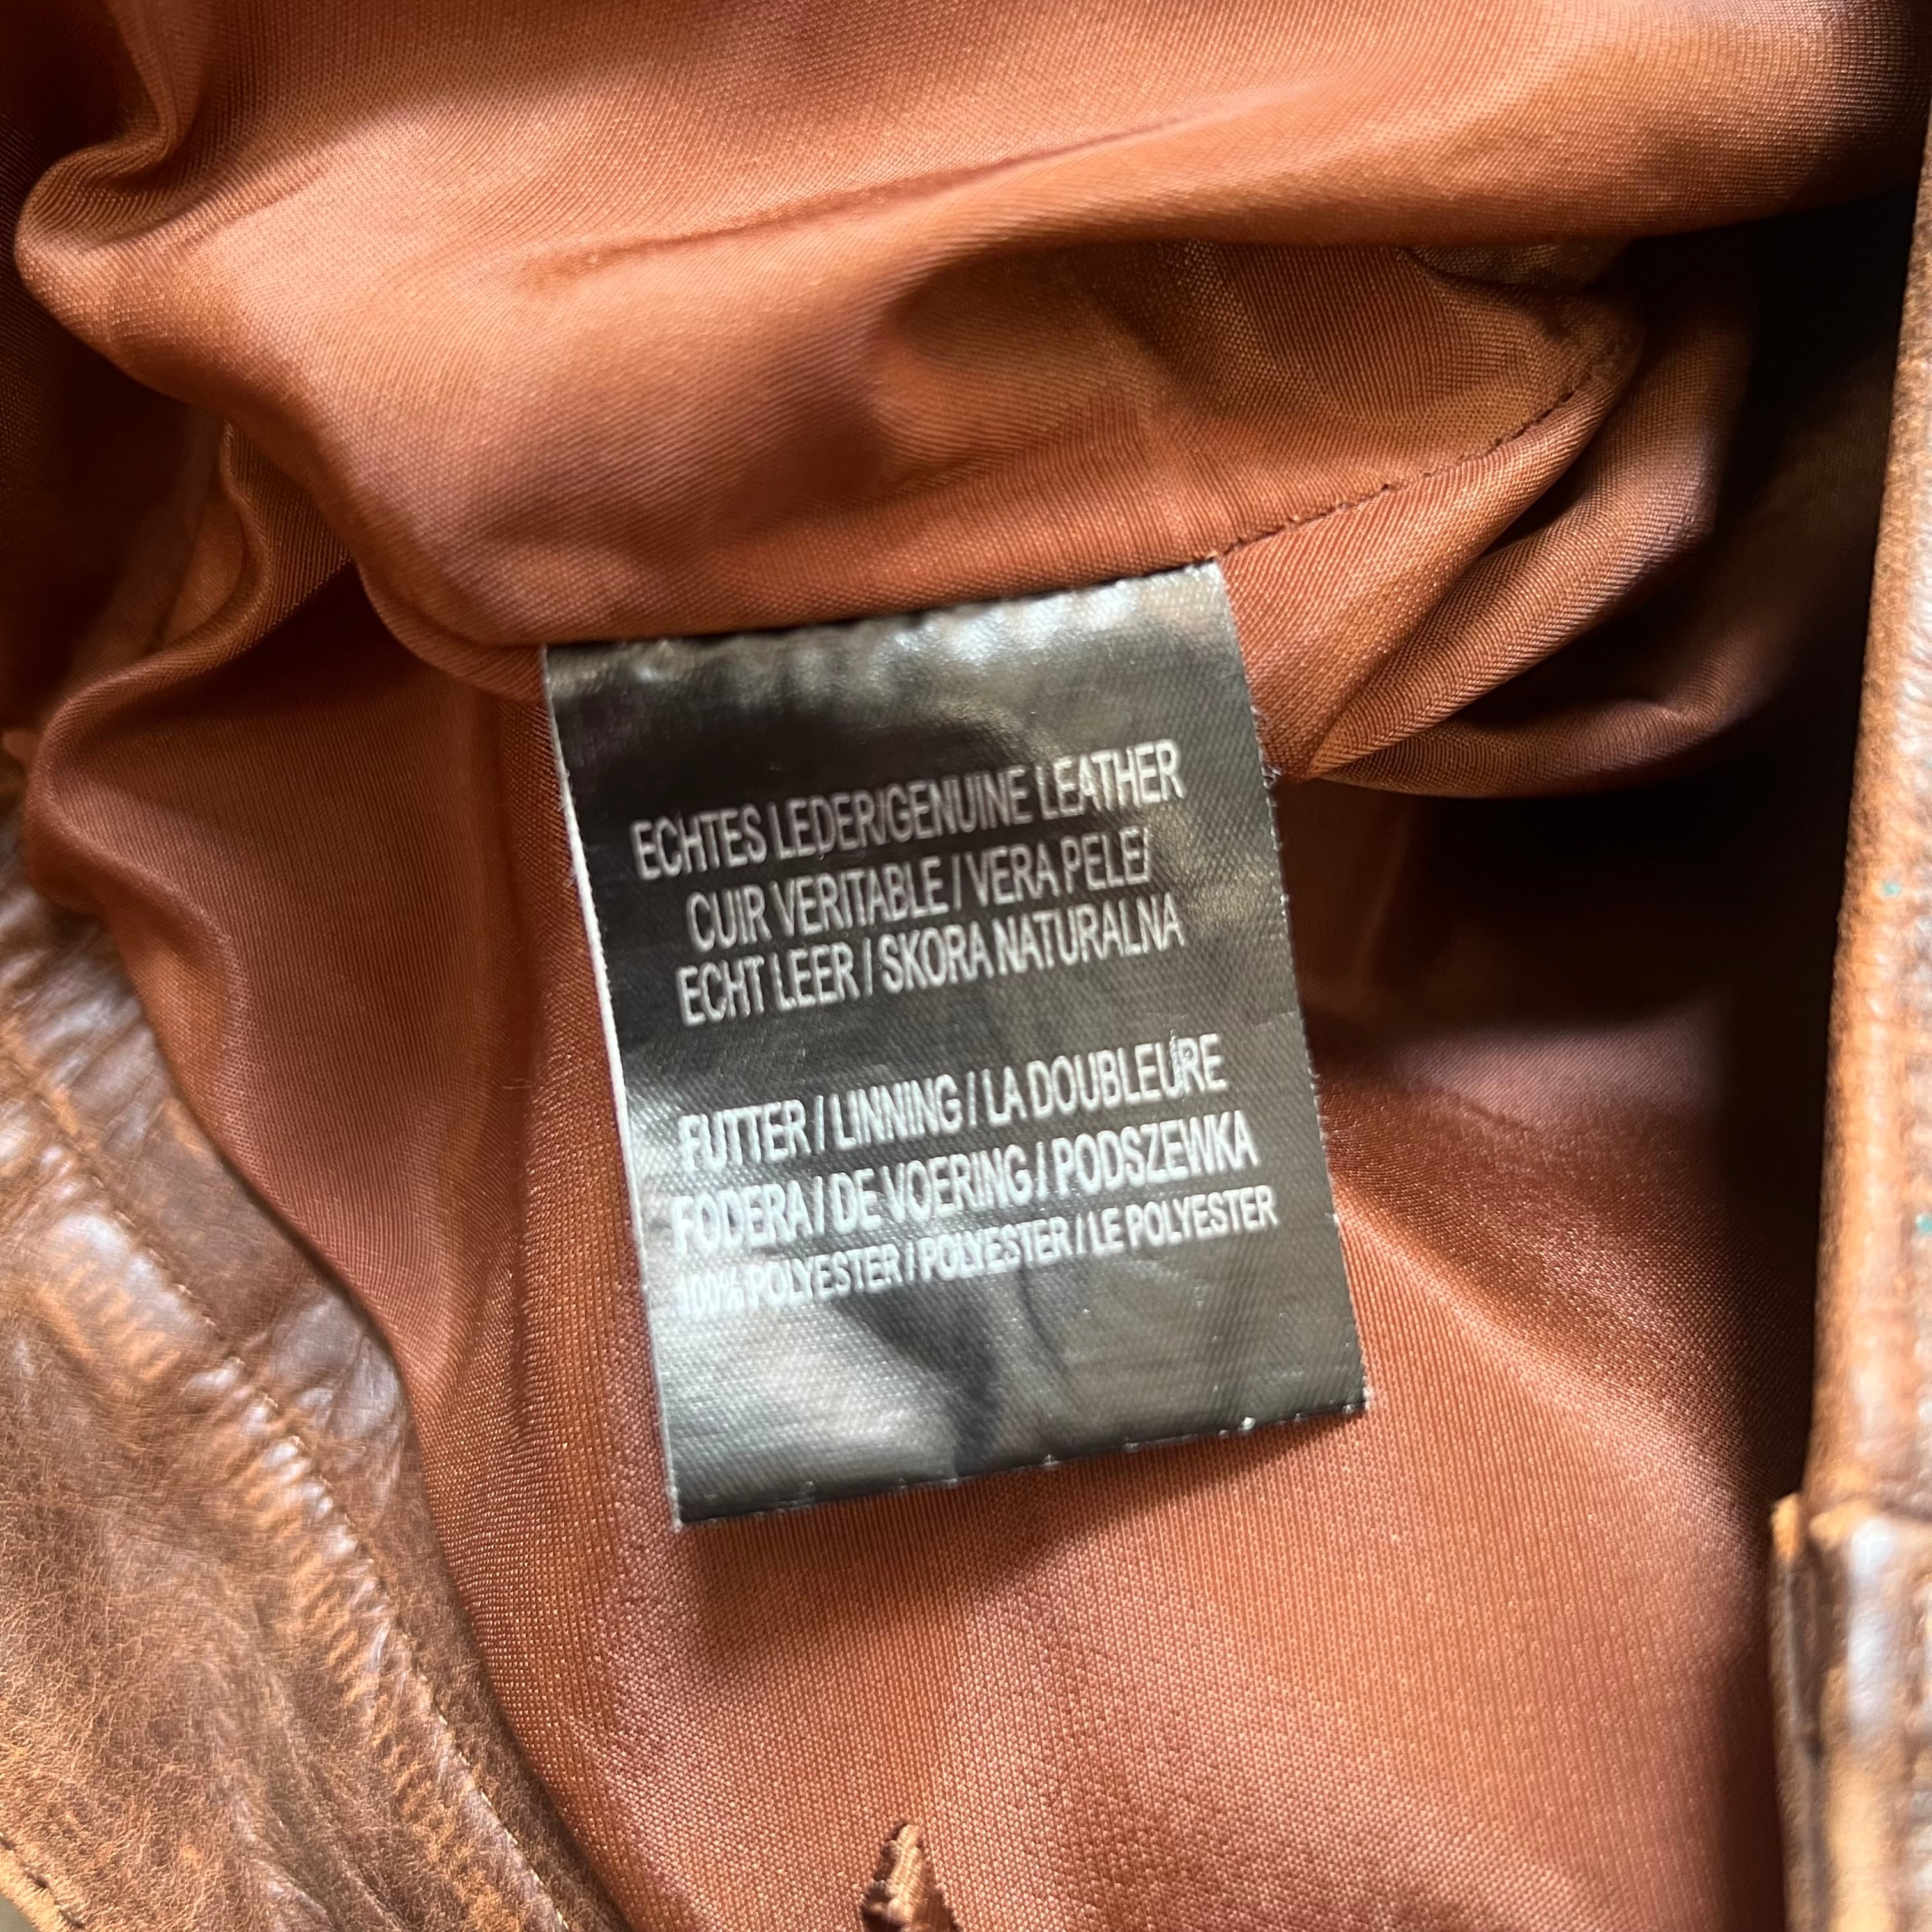 ECHTES LEDER/GENUINE LEATHER
CUIR VERITABLE / VERA PELE/
ECHT LEER / SKORA NATURALNA
FUTTER / LINNING / LA DOUBLEURE
FODERA / DE VOERING / PODSZEWKA
100% POLYESTER / POLYESTER / LE POLYESTER